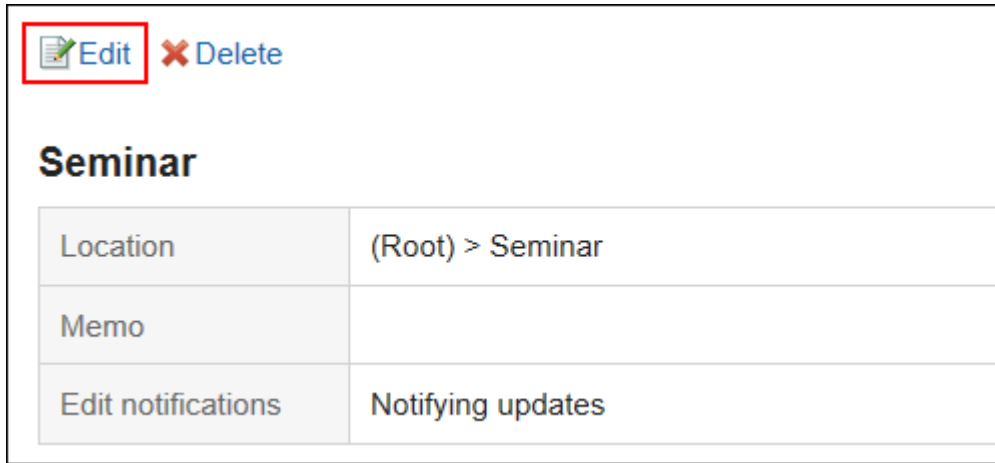 Edit Delete
Seminar
Location (Root) > Seminar
Memo
Edit notifications Notifying updates